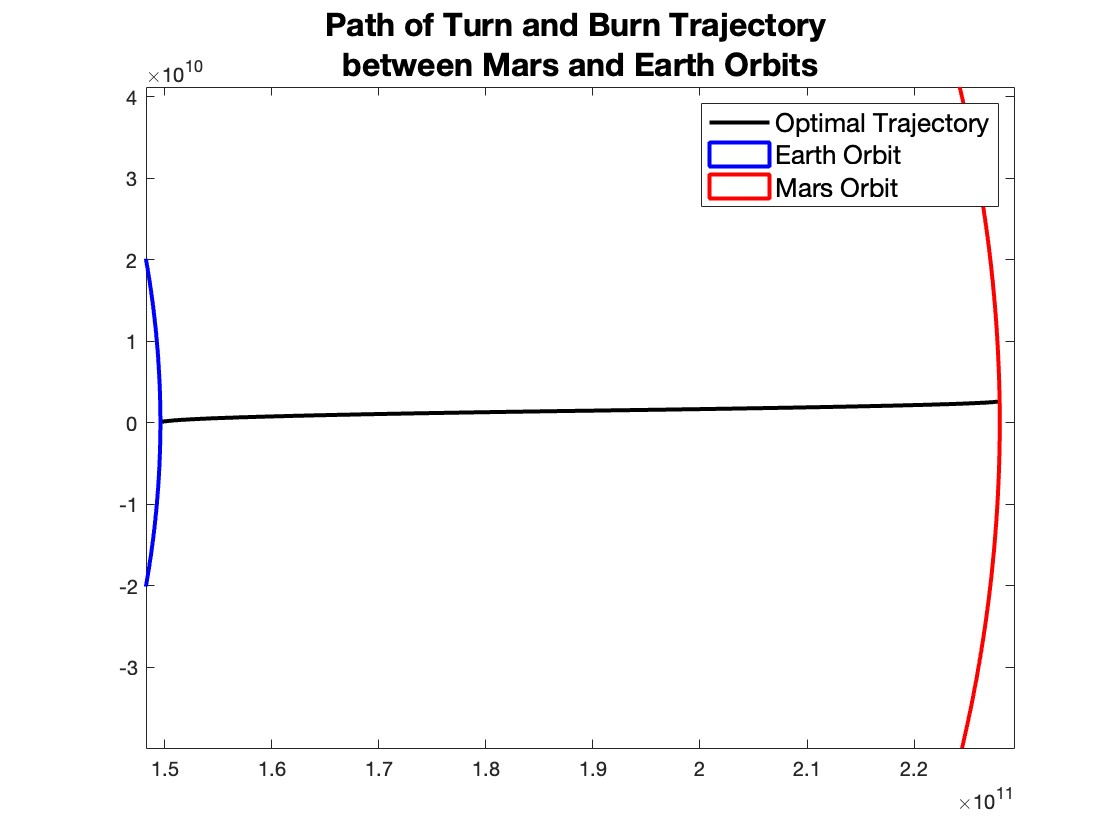 Path of Turn and Burn Trajectory
between Mars and Earth Orbits
×10^10
4
3
2
1
0
-1
-2
-3
Optimal Trajectory
Earth Orbit
Mars Orbit
1.5 1.6 1.7 1.8 1.9 2 2.1 2.2
×10^11